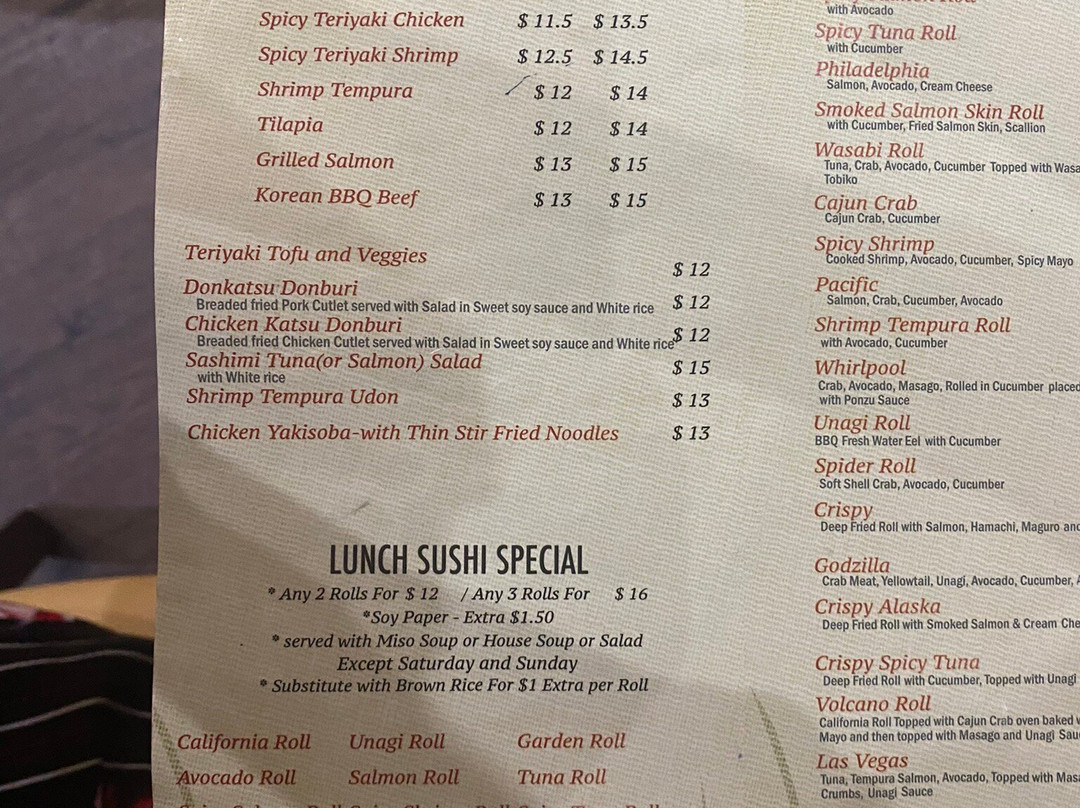 Spicy Teriyaki Chicken $ 11.5 $ 13.5
Spicy Teriyaki Shrimp $ 12.5 $ 14.5
Shrimp Tempura $ 12 $ 14
Tilapia $ 12 $ 14
Grilled Salmon $ 13 $ 15
Korean BBQ Beef $ 13 $ 15
Teriyaki Tofu and Veggies $ 12
Donkatsu Donburi $ 12
Breaded fried Pork Cutlet served with Salad in Sweet soy sauce and White rice
Chicken Katsu Donburi $ 12
Breaded fried Chicken Cutlet served with Salad in Sweet soy sauce and White rice
Sashimi Tuna(or Salmon) Salad $ 15
with White rice
Shrimp Tempura Udon $ 13
Chicken Yakisoba-with Thin Stir Fried Noodles $ 13
LUNCH SUSHI SPECIAL
* Any 2 Rolls For $ 12 / Any 3 Rolls For $ 16
*Soy Paper - Extra $1.50
* served with Miso Soup or House Soup or Salad
Except Saturday and Sunday
* Substitute with Brown Rice For $1 Extra per Roll
California Roll Unagi Roll Garden Roll
Avocado Roll Salmon Roll Tuna Roll
with Avocado
Spicy Tuna Roll
with Cucumber
Philadelphia
Salmon, Avocado, Cream Cheese
Smoked Salmon Skin Roll
with Cucumber, Fried Salmon Skin, Scallion
Wasabi Roll
Tuna, Crab, Avocado, Cucumber Topped with
Tobiko
Cajun Crab
Cajun Crab, Cucumber
Spicy Shrimp
Cooked Shrimp, Avocado, Cucumber, Spicy Mayo
Pacific
Salmon, Crab, Cucumber, Avocado
Shrimp Tempura Roll
with Avocado, Cucumber
Whirlpool
Crab, Avocado, Masago, Rolled in Cucumber placed
with Ponzu Sauce
Unagi Roll
BBQ Fresh Water Eel with Cucumber
Spider Roll
Soft Shell Crab, Avocado, Cucumber
Crispy
Deep Fried Roll with Salmon, Hamachi, Maguro and
Godzilla
Crab Meat, Yellowtail, Unagi, Avocado, Cucumber,
Crispy Alaska
Deep Fried Roll with Smoked Salmon & Cream
Crispy Spicy Tuna
Deep Fried Roll with Cucumber, Topped with Unagi
Volcano Roll
California Roll Topped with Cajun Crab oven baked
Mayo and then topped with Masago and Unagi
Las Vegas
Tuna, Tempura Salmon, Avocado, Topped with
Crumbs, Unagi Sauce